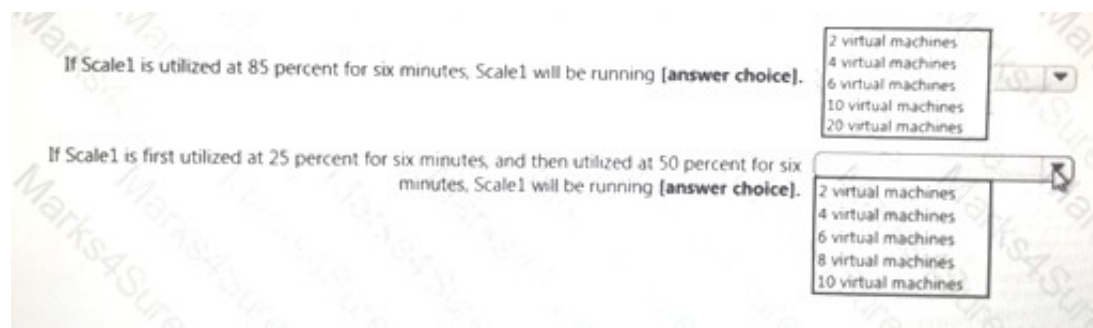 If Scale1 is utilized at 85 percent for six minutes, Scale1 will be running [answer choice].
2 virtual machines
4 virtual machines
6 virtual machines
10 virtual machines
20 virtual machines
If Scale1 is first utilized at 25 percent for six minutes, and then utilized at 50 percent for six
minutes, Scale1 will be running [answer choice].
2 virtual machines
4 virtual machines
6 virtual machines
8 virtual machines
10 virtual machines
Marks4Sure